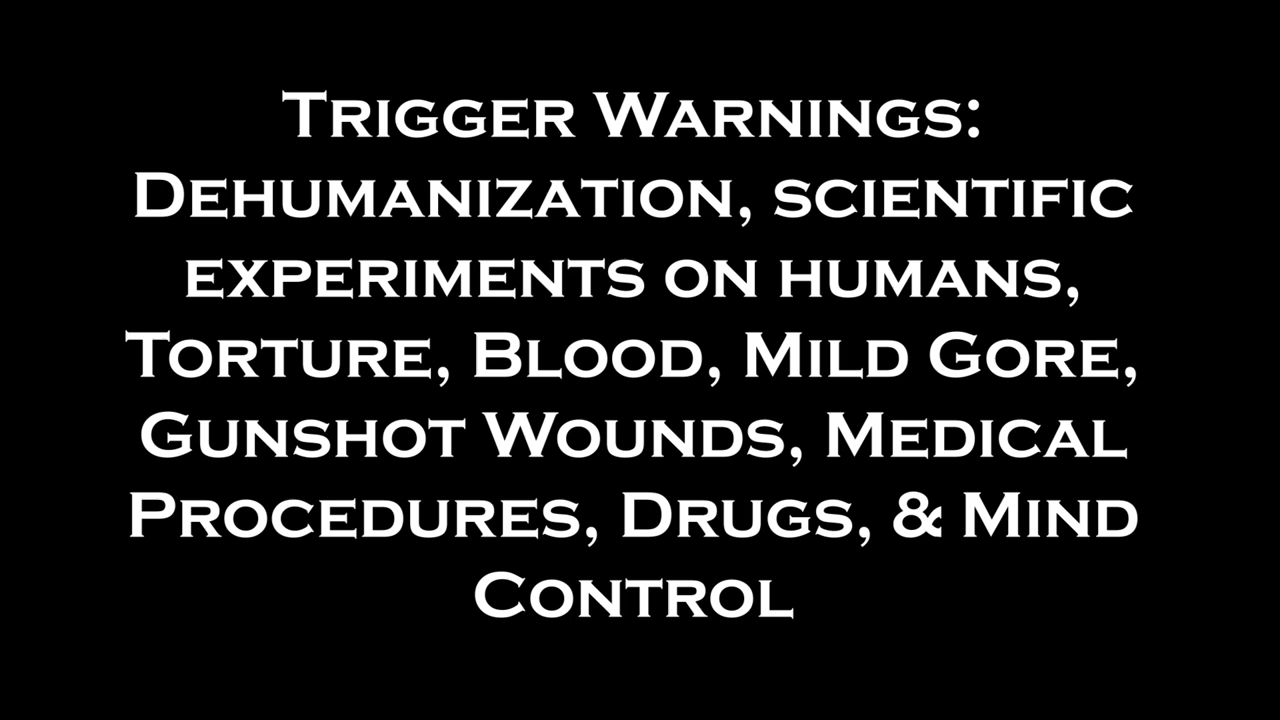 Trigger Warnings:
Dehumanization, scientific
experiments on humans,
Torture, Blood, Mild Gore,
Gunshot Wounds, Medical
Procedures, Drugs, & Mind
Control